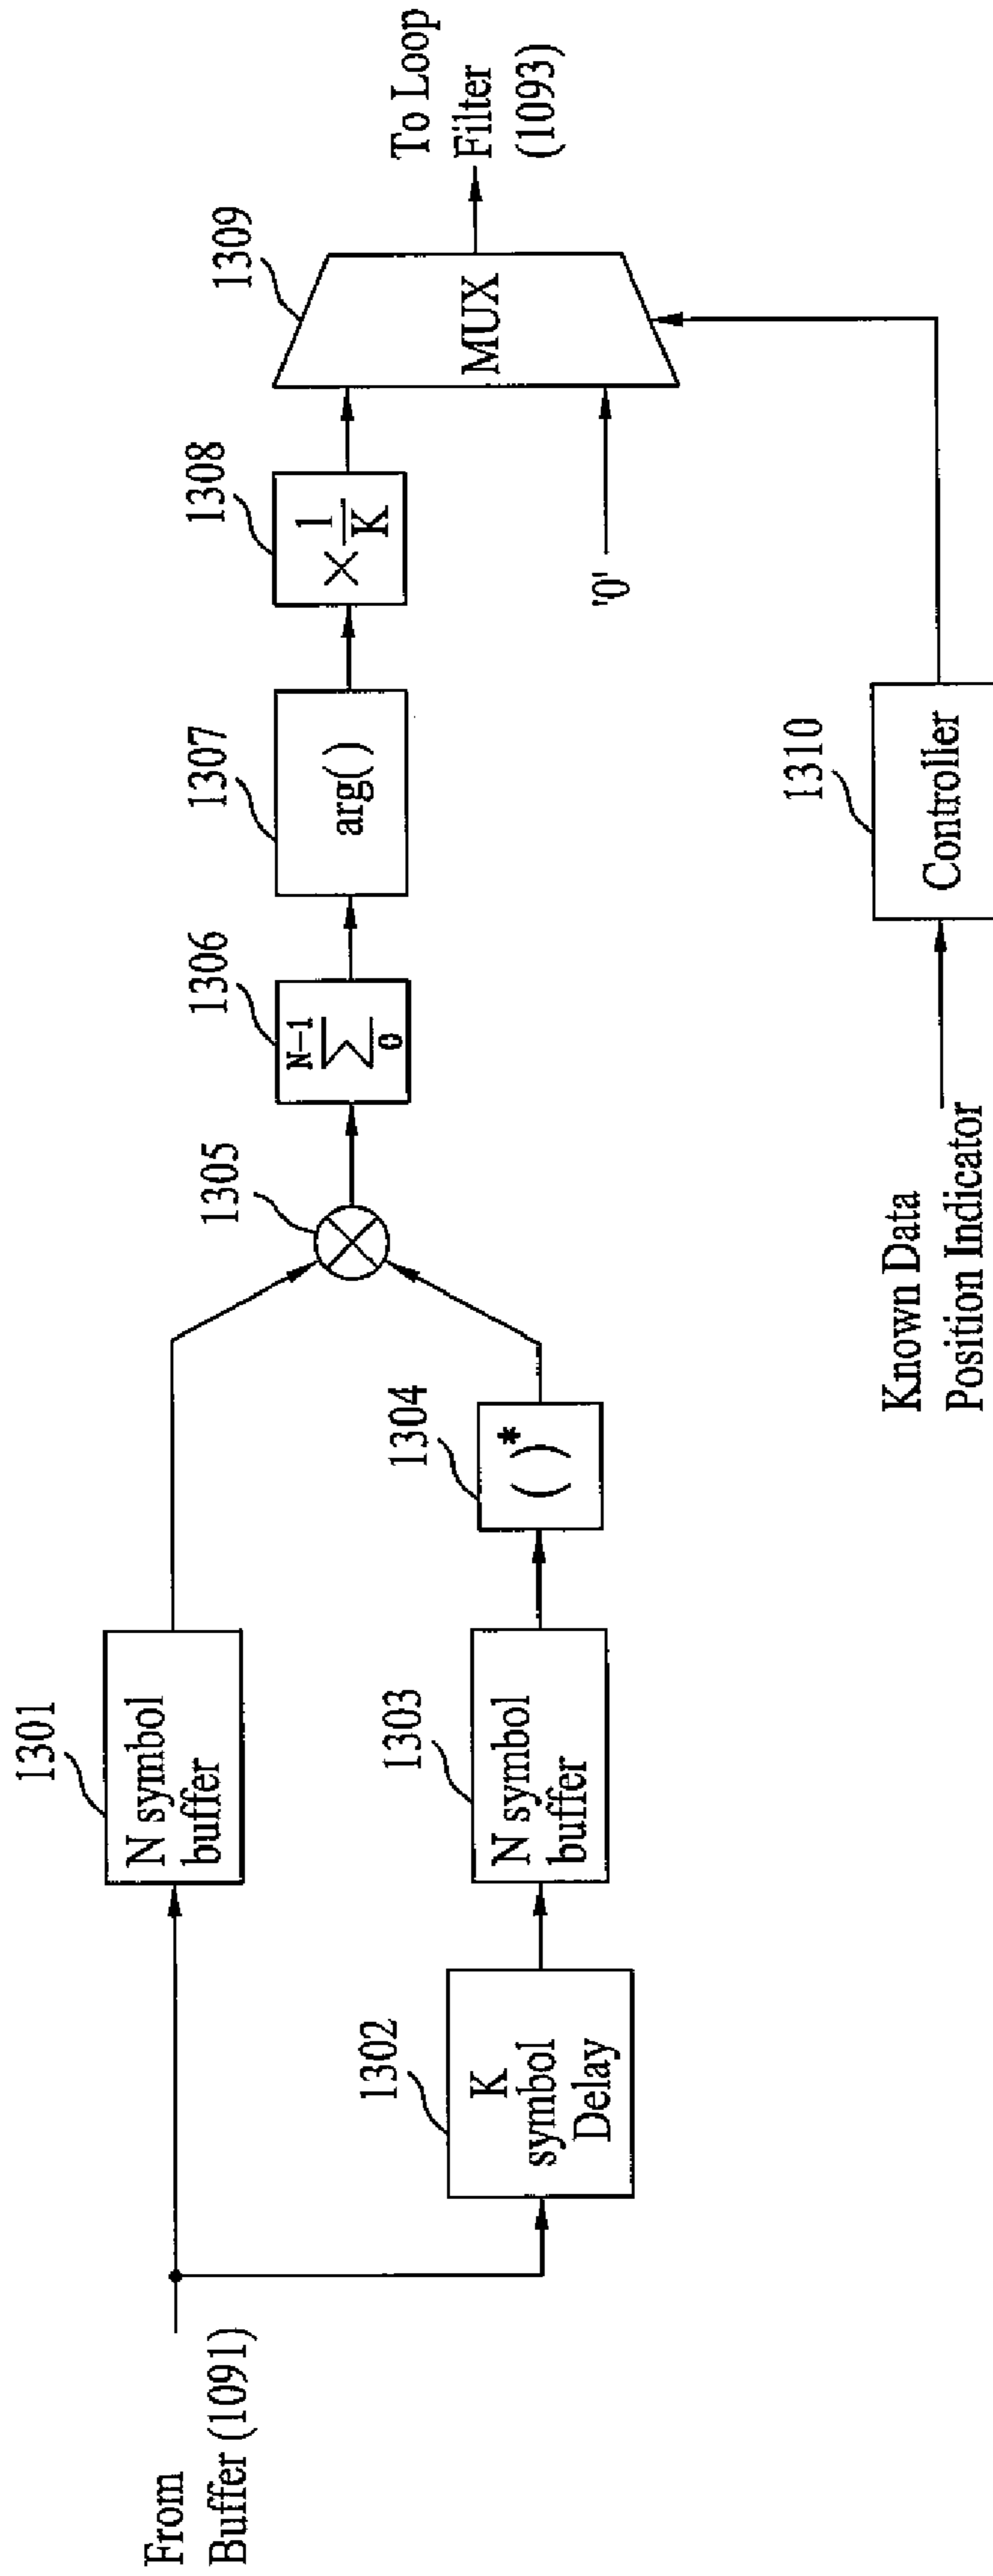 From
Buffer (1091)
1301
N symbol
buffer
1302
K
symbol
Delay
1303
N symbol
buffer
1304
( )*
1305
1306
N−1
∑
0
1307
arg( )
1308
× 1/K
'0'
1309
MUX
To Loop
Filter
(1093)
Known Data
Position Indicator
1310
Controller